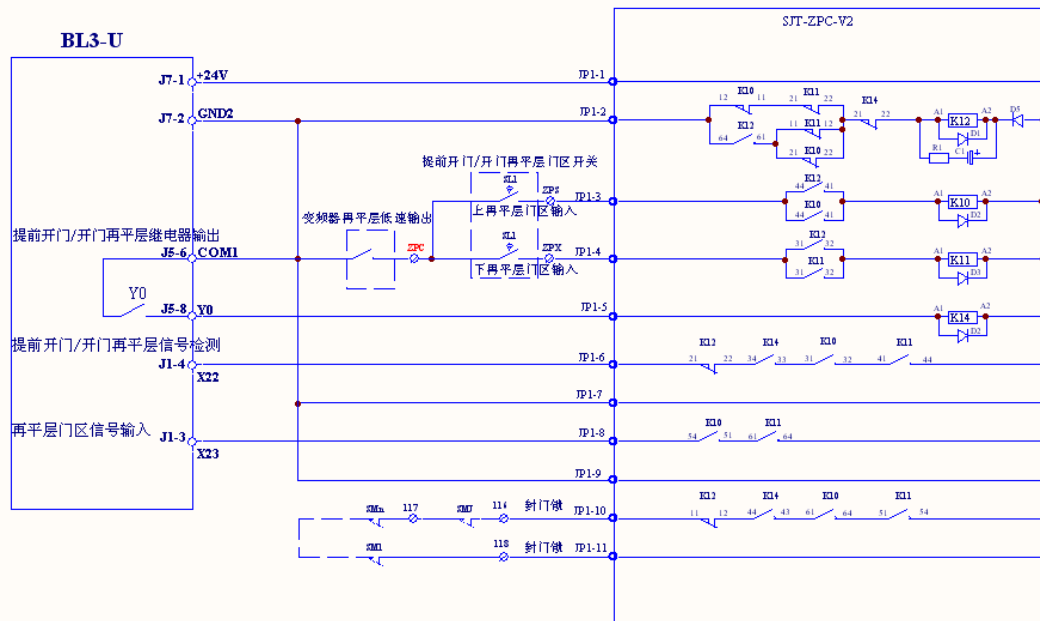 SJT-ZPC-V2
BL3-U
J7-1 +24V JP1-1
J7-2 GND2 JP1-2
K10 K11 K14
12 11 21 22 21 22
K12 K11
64 61 11 12
K10
21 22
A1 K12 A2 D5
D1
R1 C1 +
提前开门/开门再平层门区开关
SL1 ZPS JP1-3
上再平层门区输入
K12
44 41
K10
44 41
A1 K10 A2
D2
变频器再平层低速输出
ZPC
SL1 ZPX JP1-4
下再平层门区输入
K12
31 32
K11
31 32
A1 K11 A2
D3
提前开门/开门再平层继电器输出
J5-6 COM1
Y0
J5-8 Y0 JP1-5
A1 K14 A2
D2
提前开门/开门再平层信号检测
J1-4 X22 JP1-6
K12 K14 K10 K11
21 22 34 33 31 32 41 44
JP1-7
再平层门区信号输入
J1-3 X23 JP1-8
K10 K11
54 51 61 64
JP1-9
SMn 117 SMJ 116 封门锁 JP1-10
K12 K14 K10 K11
11 12 44 43 61 64 51 54
SM1 118 封门锁 JP1-11